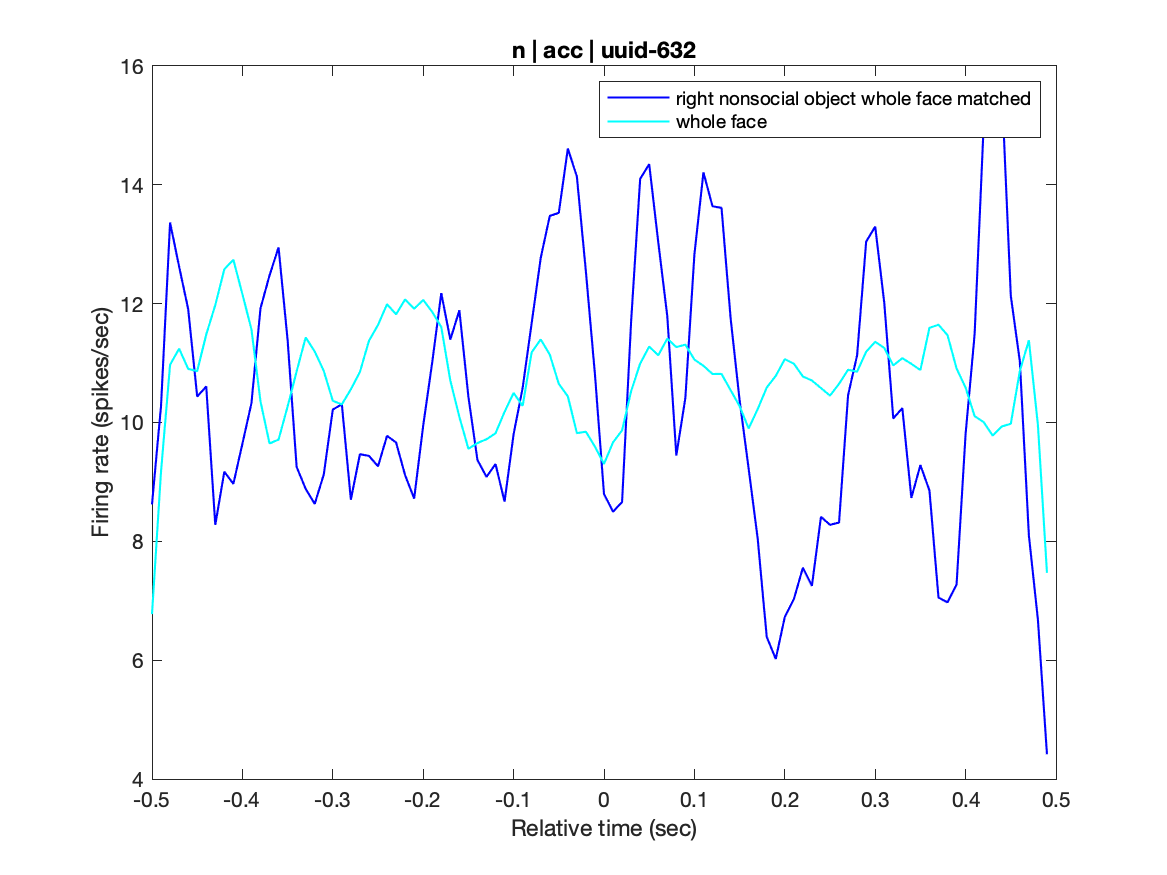 n | acc | uuid-632
16
right nonsocial object whole face matched
whole face
14
12
10
8
6
4
Firing rate (spikes/sec)
-0.5 -0.4 -0.3 -0.2 -0.1 0 0.1 0.2 0.3 0.4 0.5
Relative time (sec)